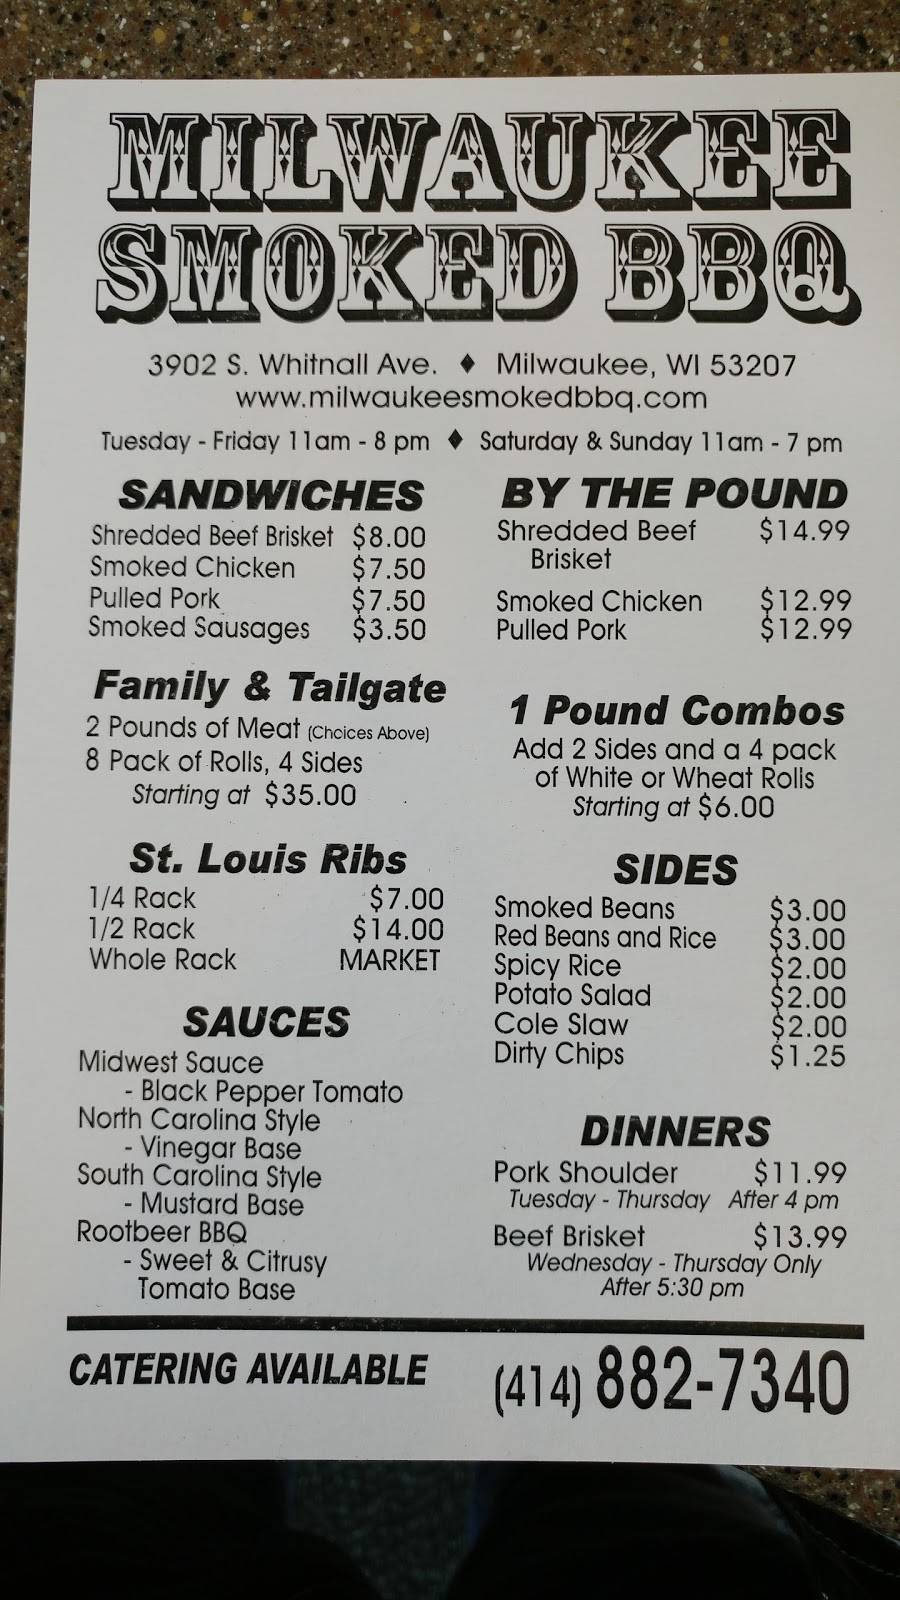 MILWAUKEE
SMOKED BBQ
3902 S. Whitnall Ave. ♦ Milwaukee, WI 53207
www.milwaukeesmokedbbq.com
Tuesday - Friday 11am - 8 pm ♦ Saturday & Sunday 11am - 7 pm
SANDWICHES
Shredded Beef Brisket $8.00
Smoked Chicken $7.50
Pulled Pork $7.50
Smoked Sausages $3.50
Family & Tailgate
2 Pounds of Meat (Choices Above)
8 Pack of Rolls, 4 Sides
Starting at $35.00
St. Louis Ribs
1/4 Rack $7.00
1/2 Rack $14.00
Whole Rack MARKET
SAUCES
Midwest Sauce
- Black Pepper Tomato
North Carolina Style
- Vinegar Base
South Carolina Style
- Mustard Base
Rootbeer BBQ
- Sweet & Citrusy
Tomato Base
BY THE POUND
Shredded Beef $14.99
Brisket
Smoked Chicken $12.99
Pulled Pork $12.99
1 Pound Combos
Add 2 Sides and a 4 pack
of White or Wheat Rolls
Starting at $6.00
SIDES
Smoked Beans $3.00
Red Beans and Rice $3.00
Spicy Rice $2.00
Potato Salad $2.00
Cole Slaw $2.00
Dirty Chips $1.25
DINNERS
Pork Shoulder $11.99
Tuesday - Thursday After 4 pm
Beef Brisket $13.99
Wednesday - Thursday Only
After 5:30 pm
CATERING AVAILABLE (414) 882-7340